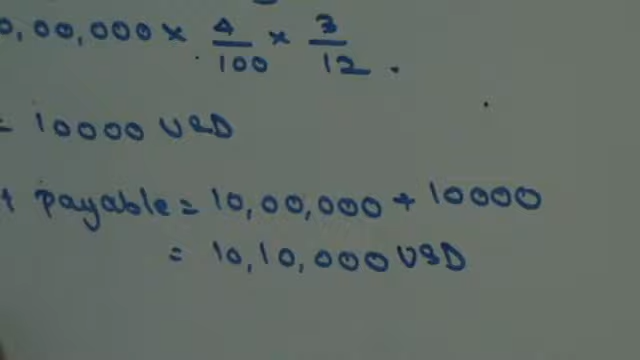 0,00,000 × 4/100 × 3/12.
= 10000 USD
t payable = 10,00,000 + 10000
= 10,10,000 USD